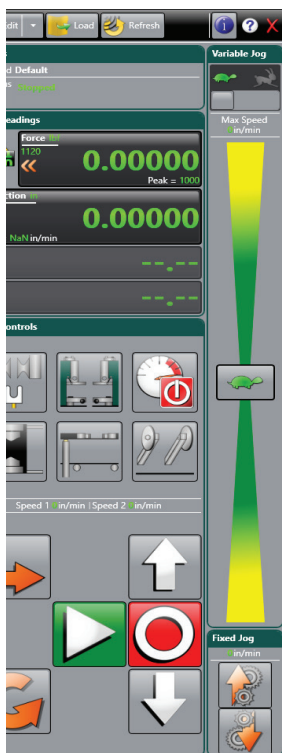 dit Load Refresh i ? X
Variable Jog
d Default
Max Speed
in/min
eadings
Force lbf
1120
0.00000
Peak = 1000
ction in
0.00000
NaN in/min
--.--
--.--
ontrols
Speed 1 in/min | Speed 2 in/min
Fixed Jog
in/min